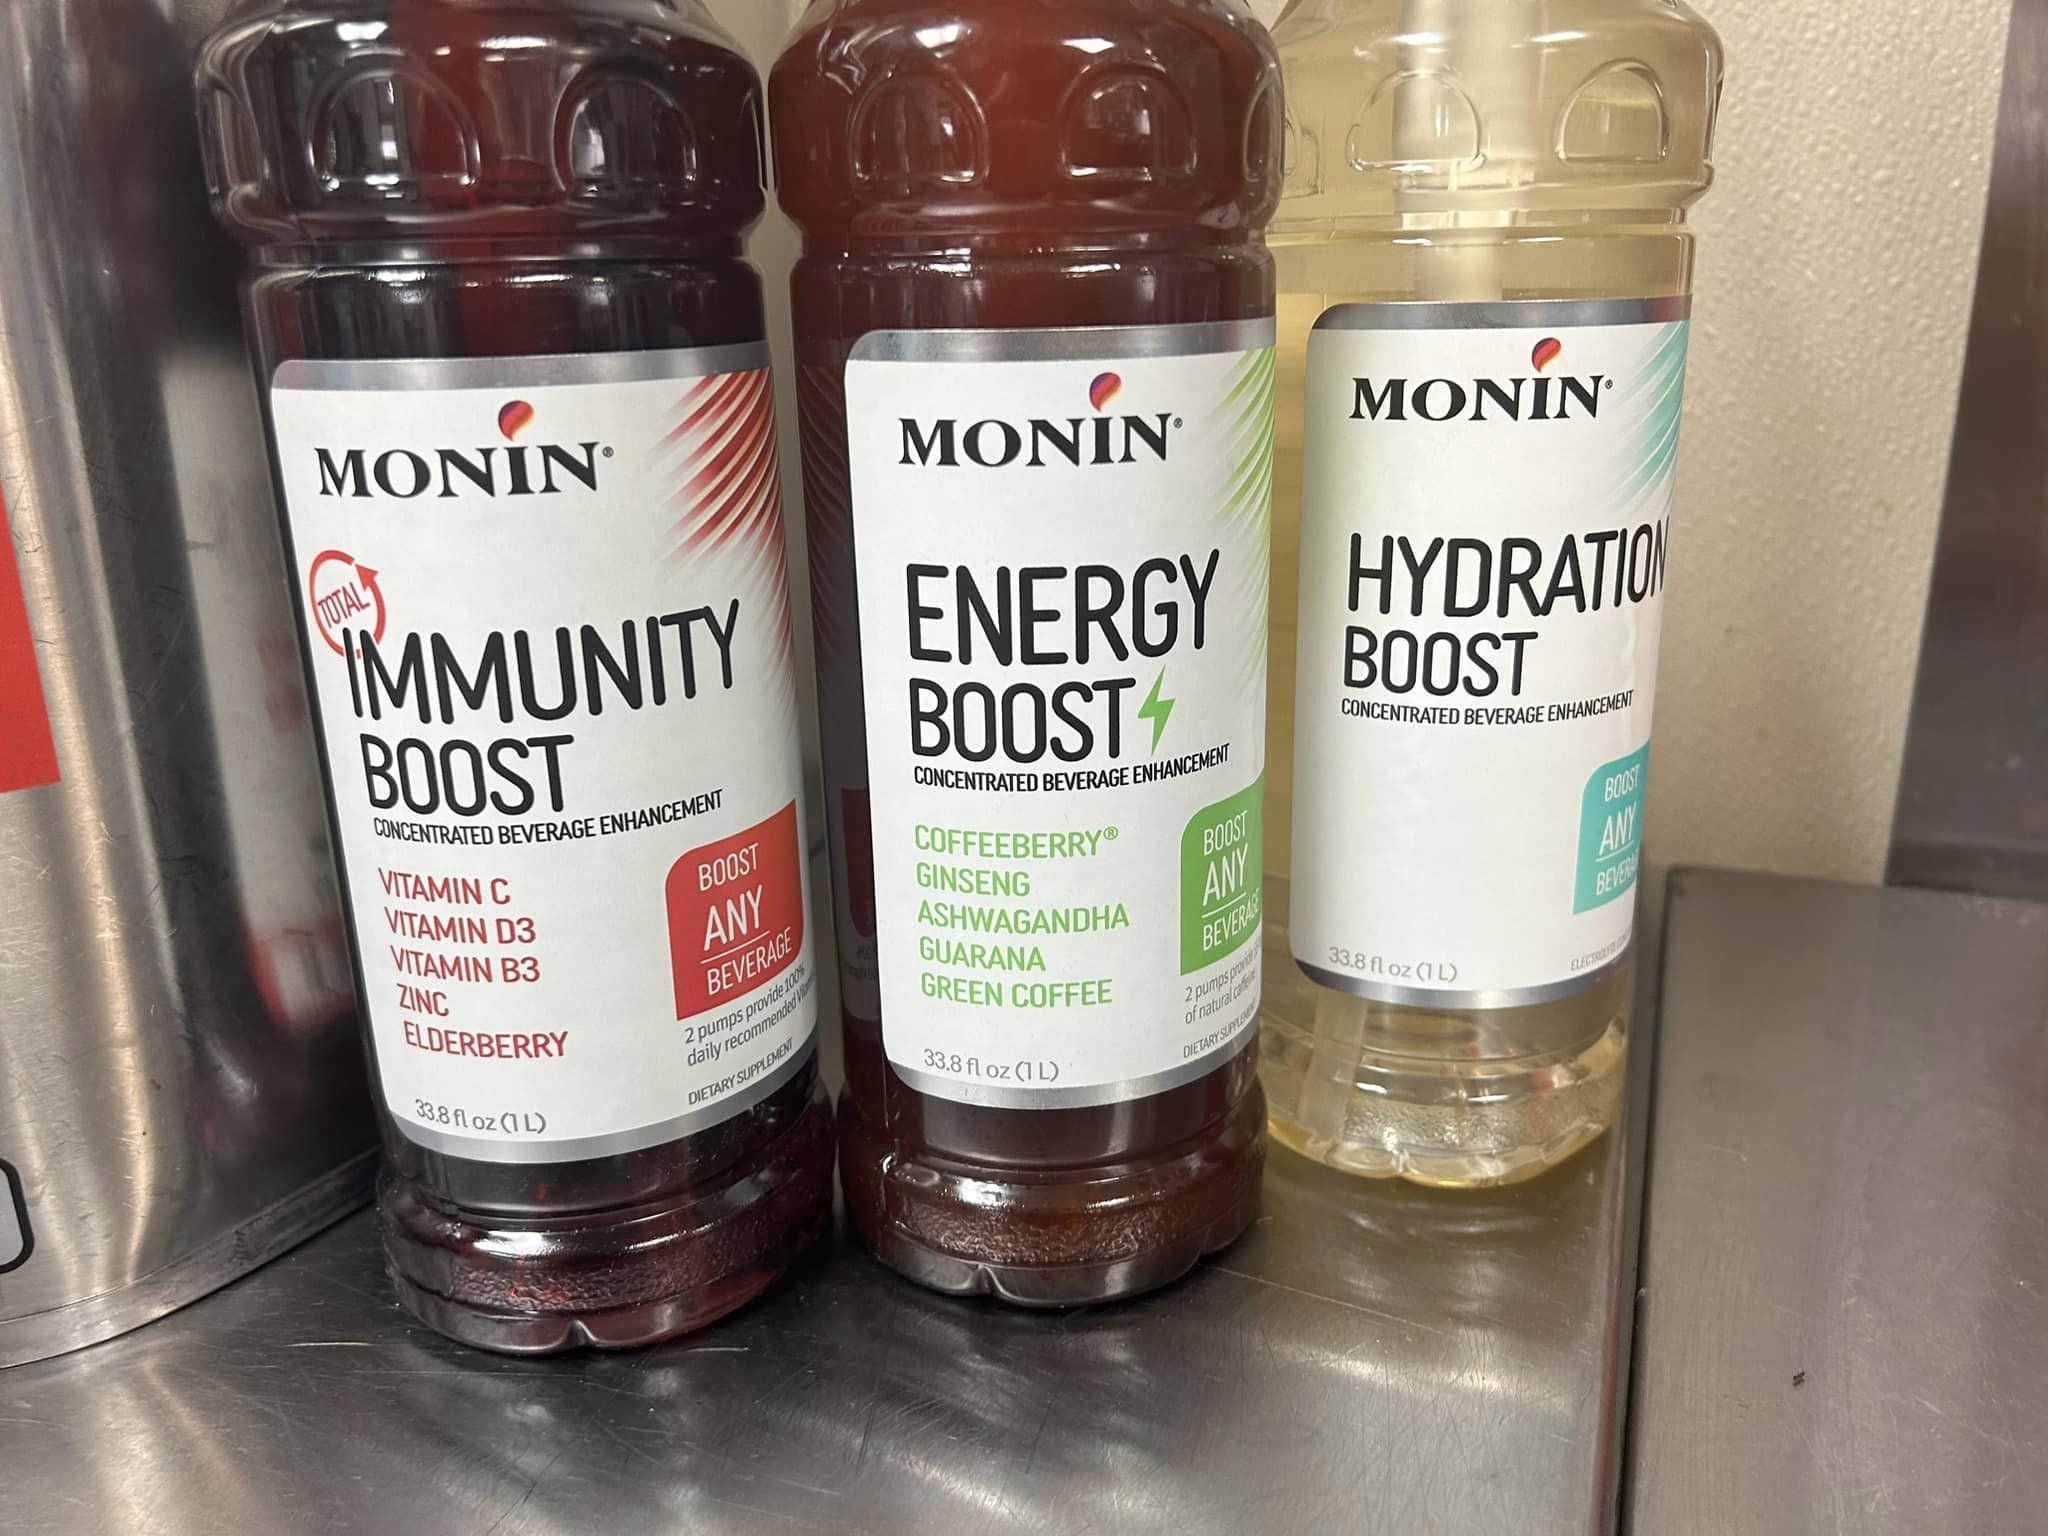 MONIN®
TOTAL
IMMUNITY
BOOST
CONCENTRATED BEVERAGE ENHANCEMENT
VITAMIN C
VITAMIN D3
VITAMIN B3
ZINC
ELDERBERRY
BOOST
ANY
BEVERAGE
2 pumps provide 100%
daily recommended
DIETARY SUPPLEMENT
33.8 fl oz (1 L)
MONIN®
ENERGY
BOOST
CONCENTRATED BEVERAGE ENHANCEMENT
COFFEEBERRY®
GINSENG
ASHWAGANDHA
GUARANA
GREEN COFFEE
BOOST
ANY
BEVERAGE
2 pumps provide
of natural caffeine
DIETARY SUPPLEMENT
33.8 fl oz (1 L)
MONIN®
HYDRATION
BOOST
CONCENTRATED BEVERAGE ENHANCEMENT
BOOST
ANY
33.8 fl oz (1 L)
ELECTROLYTE